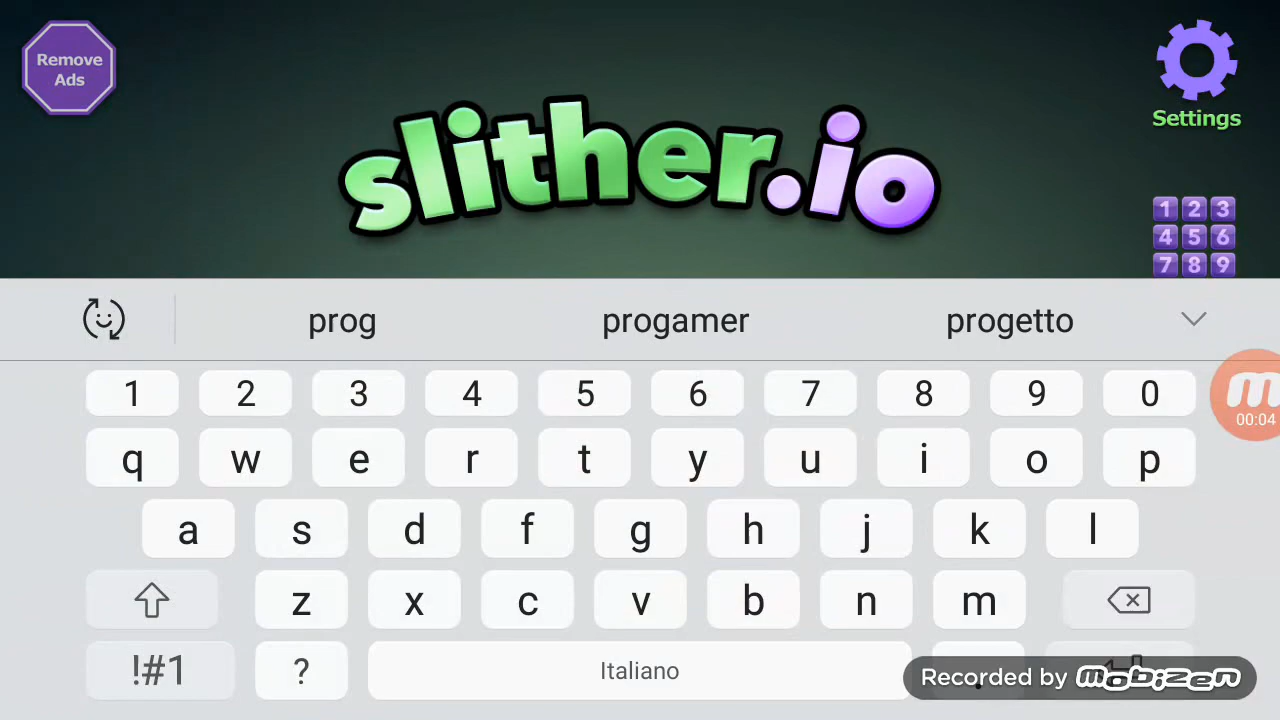 Remove
Ads
slither.io
Settings
1 2 3
4 5 6
7 8 9
prog progamer progetto
1 2 3 4 5 6 7 8 9 0
00:04
q w e r t y u i o p
a s d f g h j k l
z x c v b n m
!#1 ? Italiano .
Recorded by mobizen